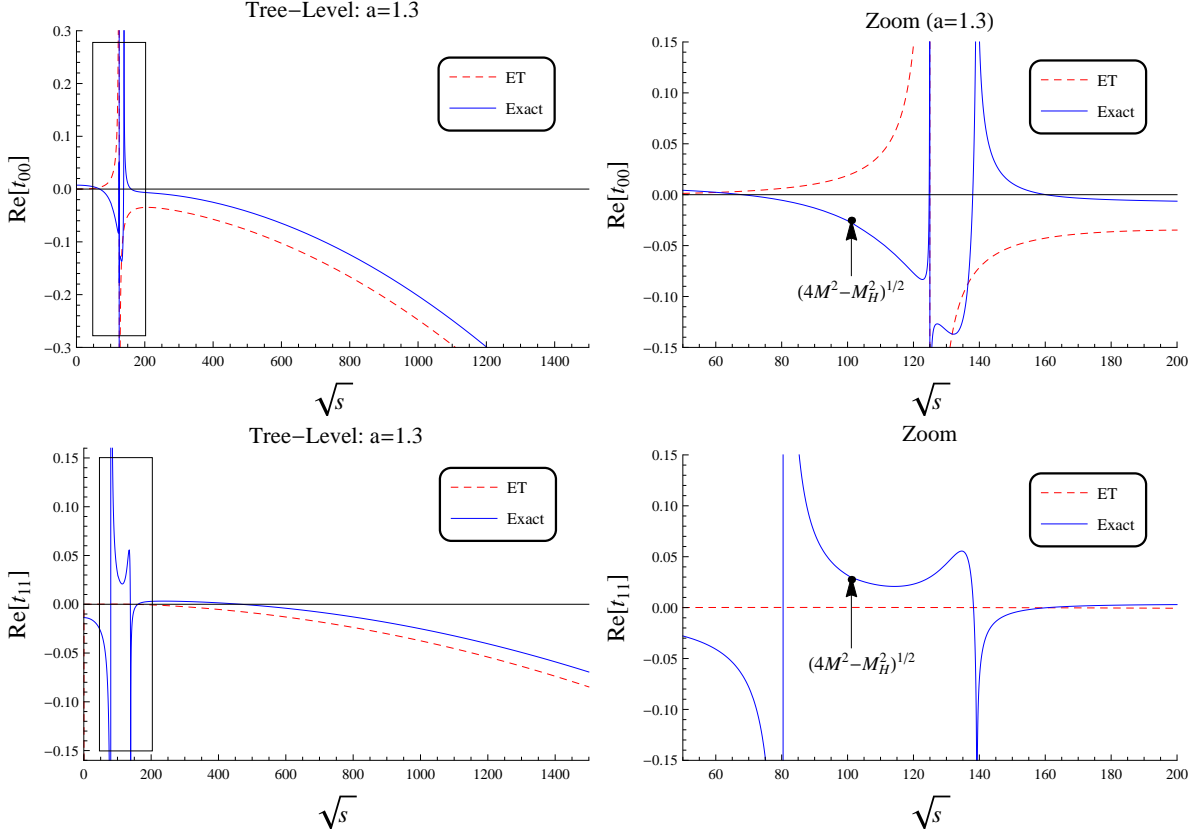 Tree−Level: a=1.3
0.3
0.2
0.1
0.0
−0.1
−0.2
−0.3
Re[t00]
0 200 400 600 800 1000 1200 1400
√s
ET
Exact
Zoom (a=1.3)
0.15
0.10
0.05
0.00
−0.05
−0.10
−0.15
Re[t00]
60 80 100 120 140 160 180 200
√s
ET
Exact
(4M²−M_H²)^1/2
Tree−Level: a=1.3
0.15
0.10
0.05
0.00
−0.05
−0.10
−0.15
Re[t11]
0 200 400 600 800 1000 1200 1400
√s
ET
Exact
Zoom
0.15
0.10
0.05
0.00
−0.05
−0.10
−0.15
Re[t11]
60 80 100 120 140 160 180 200
√s
ET
Exact
(4M²−M_H²)^1/2